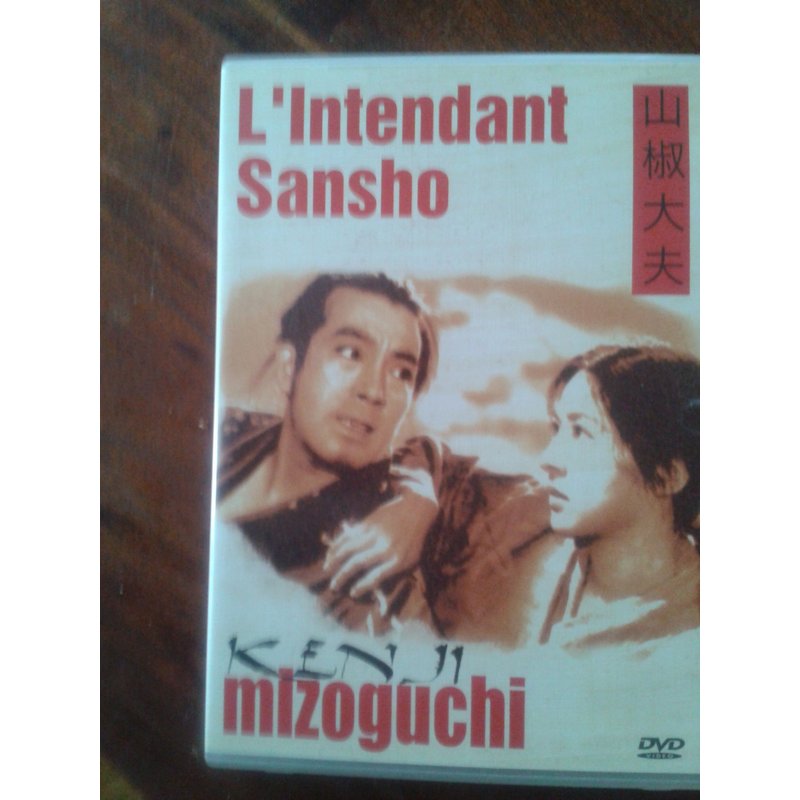 L'Intendant
Sansho
山椒大夫
KENJI
mizoguchi
DVD
VIDEO